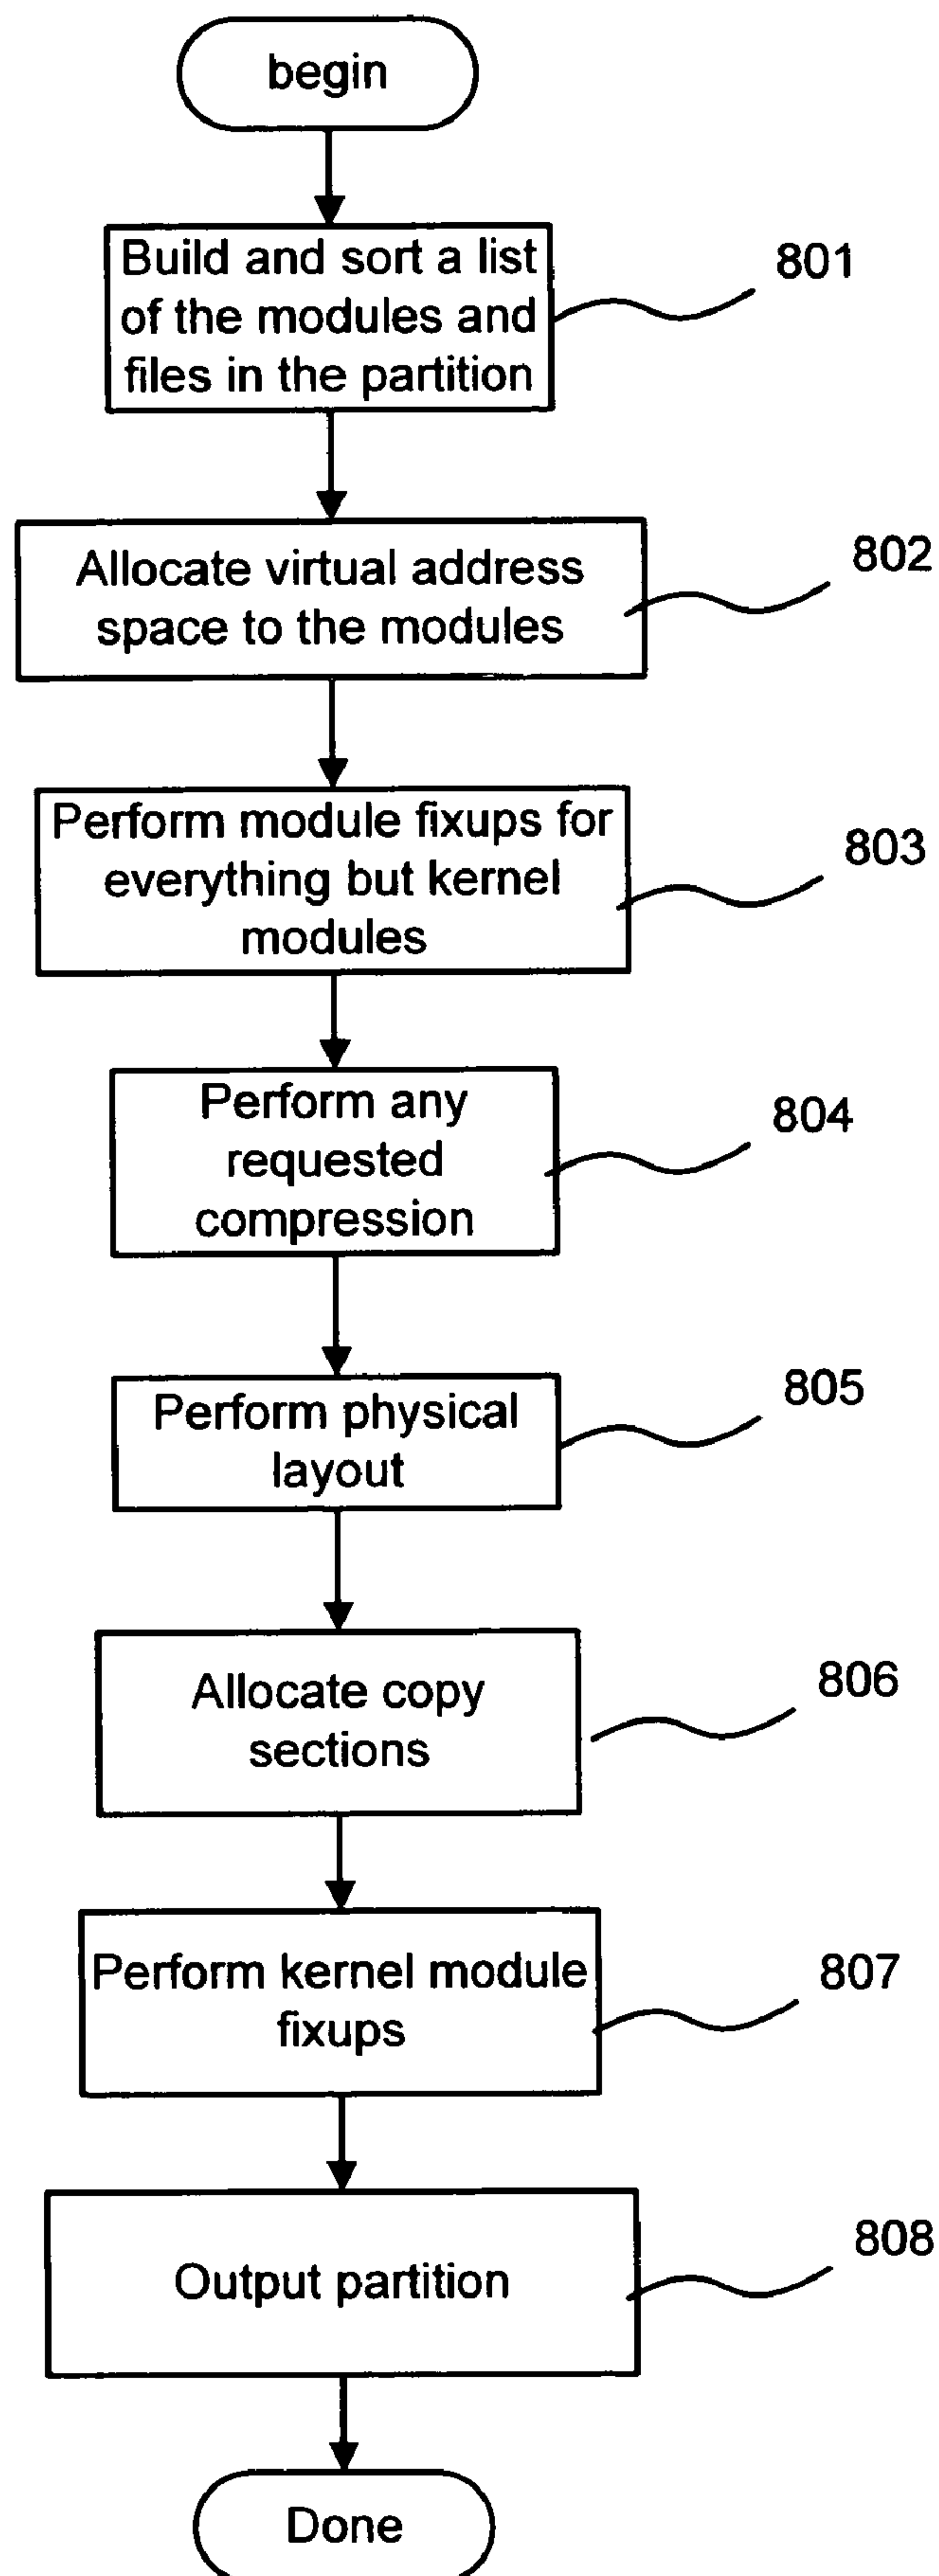 begin
Build and sort a list
of the modules and
files in the partition
801
Allocate virtual address
space to the modules
802
Perform module fixups for
everything but kernel
modules
803
Perform any
requested
compression
804
Perform physical
layout
805
Allocate copy
sections
806
Perform kernel module
fixups
807
Output partition
808
Done